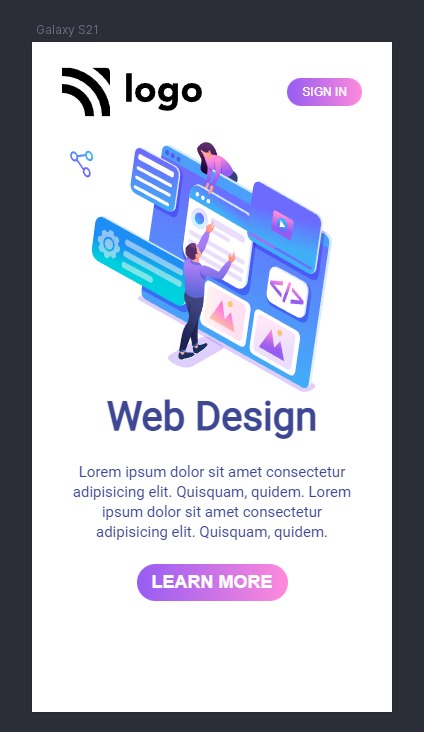 Galaxy S21
logo
SIGN IN
</>
Web Design
Lorem ipsum dolor sit amet consectetur
adipisicing elit. Quisquam, quidem. Lorem
ipsum dolor sit amet consectetur
adipisicing elit. Quisquam, quidem.
LEARN MORE